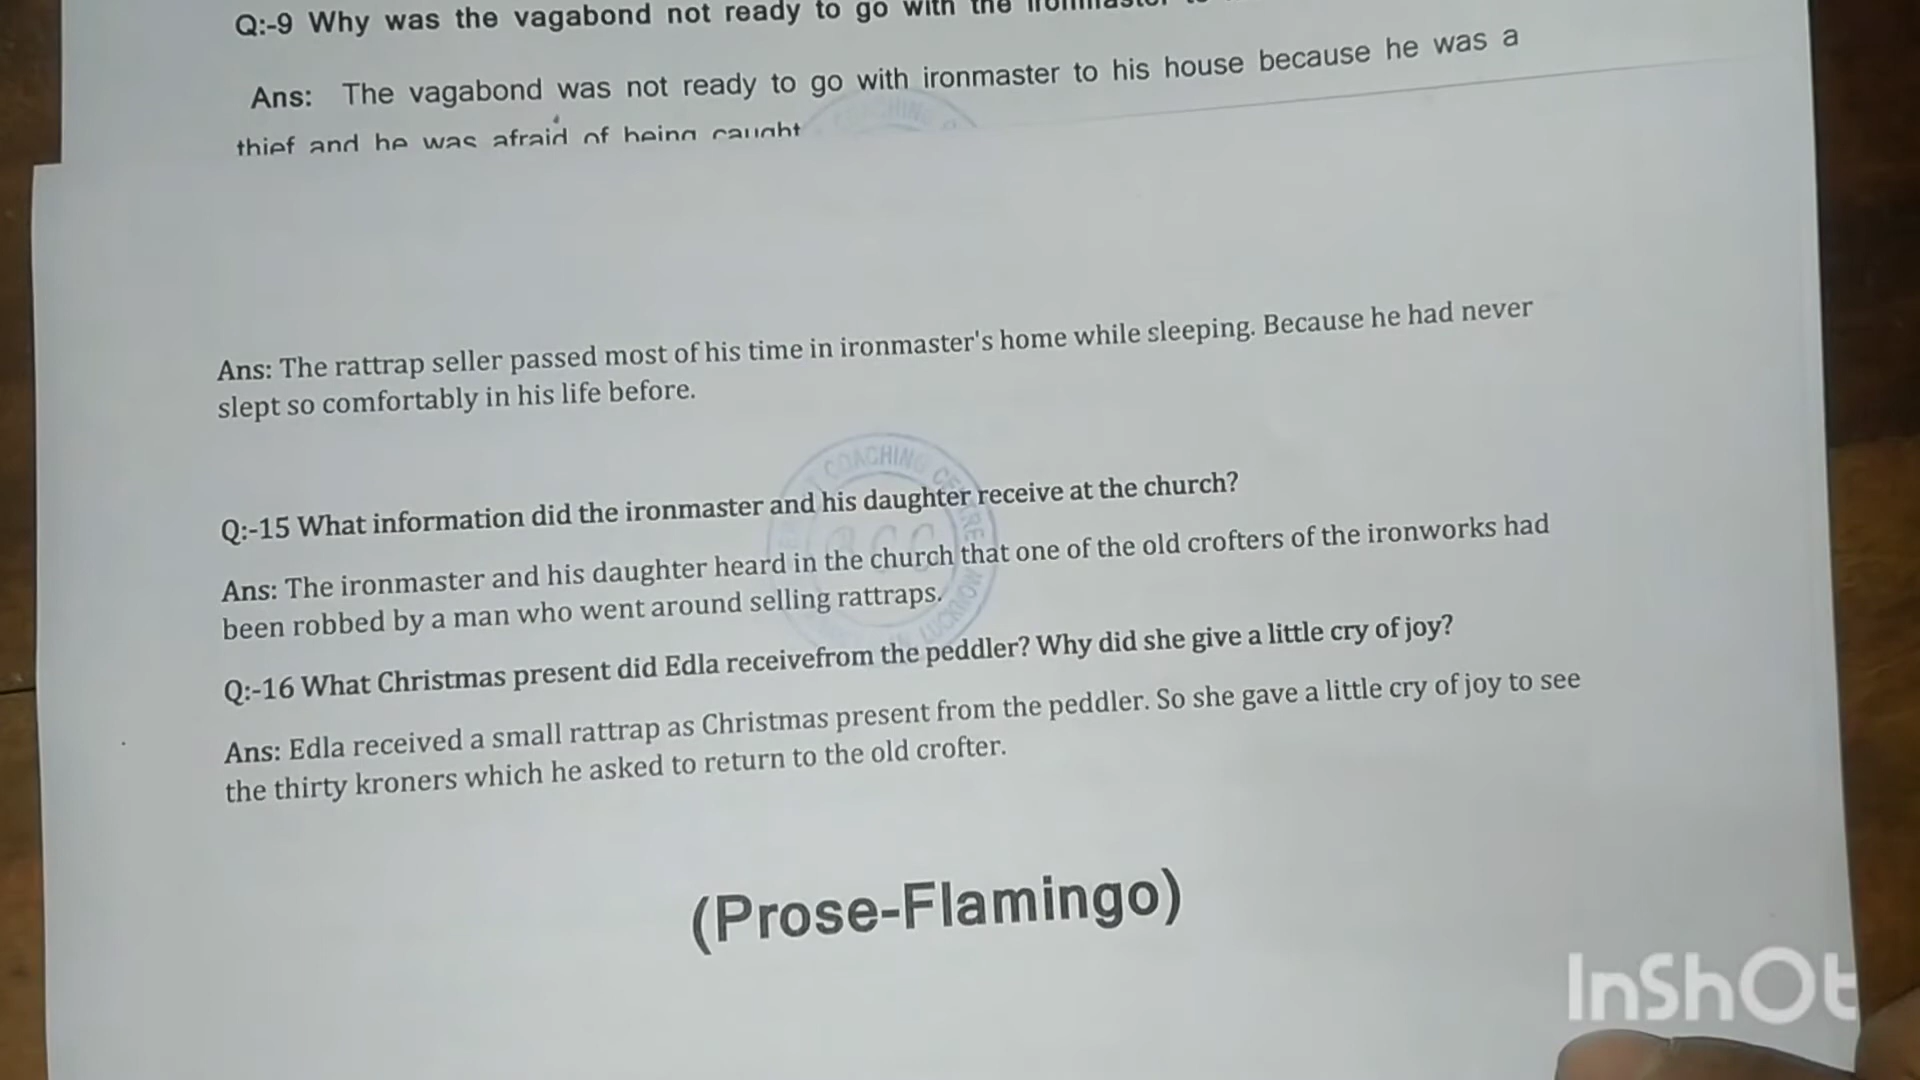 Q:-9 Why was the vagabond not ready to go with the
Ans: The vagabond was not ready to go with ironmaster to his house because he was a
thief and he was afraid of being caught
Ans: The rattrap seller passed most of his time in ironmaster's home while sleeping. Because he had never
slept so comfortably in his life before.
COACHING CENTRE
LUCKNOW
Q:-15 What information did the ironmaster and his daughter receive at the church?
Ans: The ironmaster and his daughter heard in the church that one of the old crofters of the ironworks had
been robbed by a man who went around selling rattraps.
Q:-16 What Christmas present did Edla receivefrom the peddler? Why did she give a little cry of joy?
Ans: Edla received a small rattrap as Christmas present from the peddler. So she gave a little cry of joy to see
the thirty kroners which he asked to return to the old crofter.
(Prose-Flamingo)
InShOt